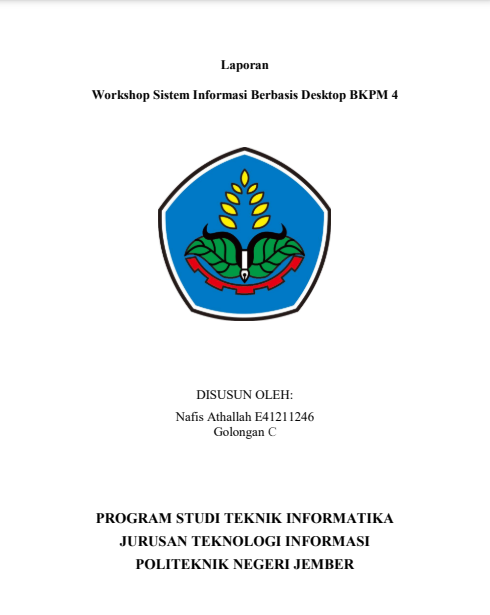 Laporan
Workshop Sistem Informasi Berbasis Desktop BKPM 4
DISUSUN OLEH:
Nafis Athallah E41211246
Golongan C
PROGRAM STUDI TEKNIK INFORMATIKA
JURUSAN TEKNOLOGI INFORMASI
POLITEKNIK NEGERI JEMBER